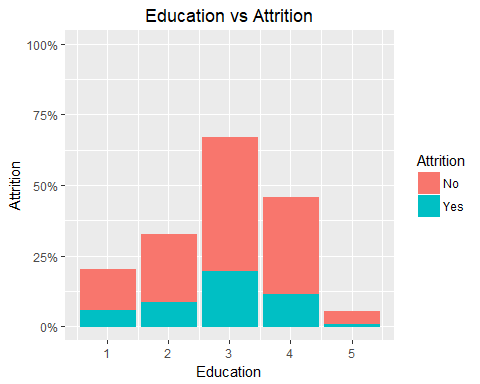 Education vs Attrition
100%
75%
50%
25%
0%
Attrition
1 2 3 4 5
Education
Attrition
No
Yes